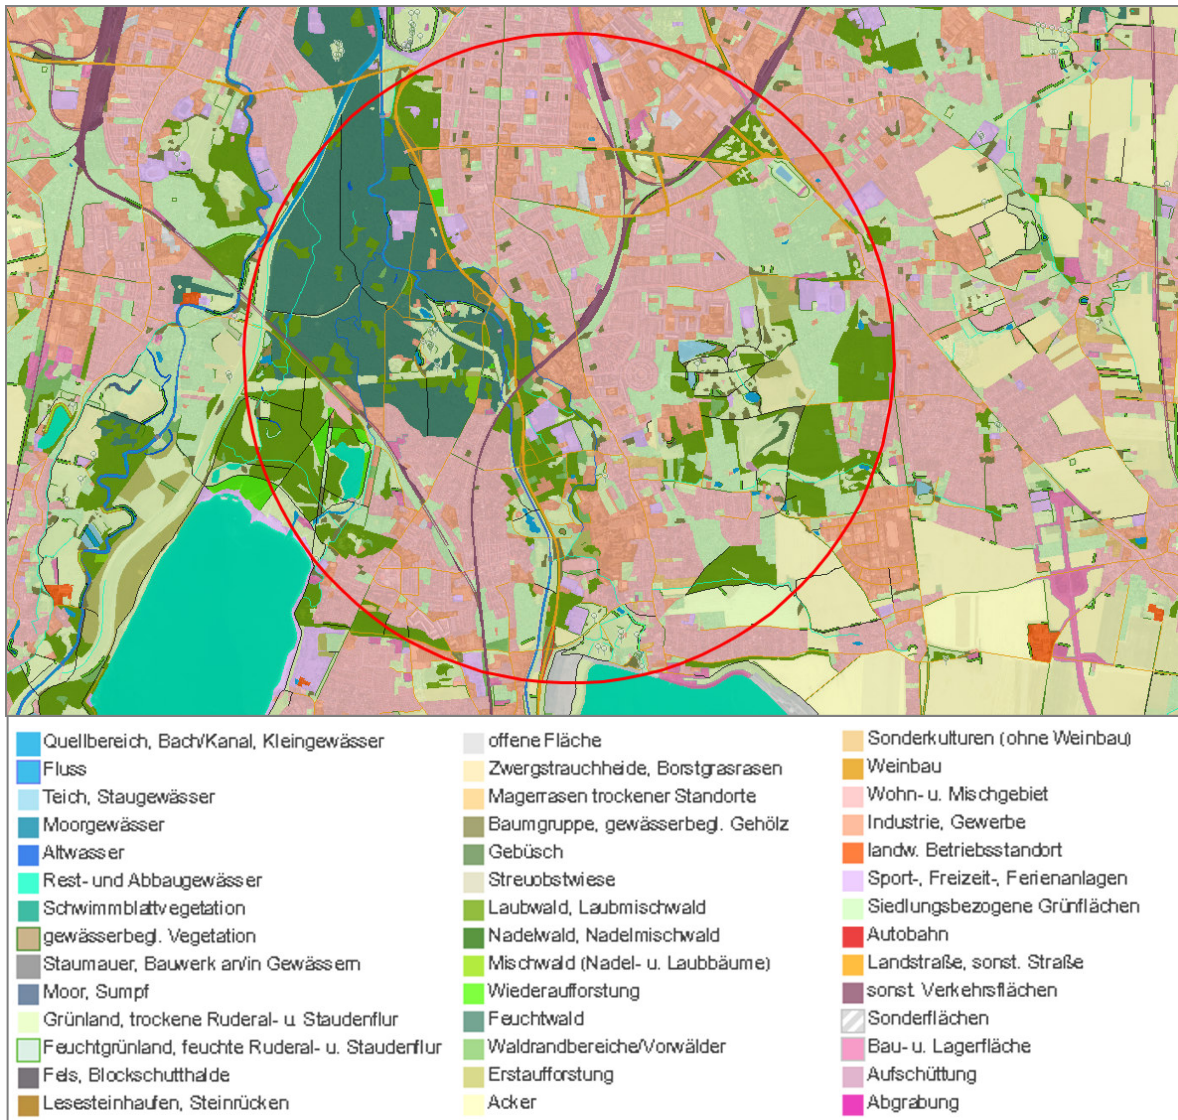 Quellbereich, Bach/Kanal, Kleingewässer
Fluss
Teich, Staugewässer
Moorgewässer
Altwasser
Rest- und Abbaugewässer
Schwimmblattvegetation
gewässerbegl. Vegetation
Staumauer, Bauwerk an/in Gewässern
Moor, Sumpf
Grünland, trockene Ruderal- u. Staudenflur
Feuchtgrünland, feuchte Ruderal- u. Staudenflur
Fels, Blockschutthalde
Lesesteinhaufen, Steinrücken
offene Fläche
Zwergstrauchheide, Borstgrasrasen
Magerrasen trockener Standorte
Baumgruppe, gewässerbegl. Gehölz
Gebüsch
Streuobstwiese
Laubwald, Laubmischwald
Nadelwald, Nadelmischwald
Mischwald (Nadel- u. Laubbäume)
Wiederaufforstung
Feuchtwald
Waldrandbereiche/Vorwälder
Erstaufforstung
Acker
Sonderkulturen (ohne Weinbau)
Weinbau
Wohn- u. Mischgebiet
Industrie, Gewerbe
landw. Betriebsstandort
Sport-, Freizeit-, Ferienanlagen
Siedlungsbezogene Grünflächen
Autobahn
Landstraße, sonst. Straße
sonst. Verkehrsflächen
Sonderflächen
Bau- u. Lagerfläche
Aufschüttung
Abgrabung